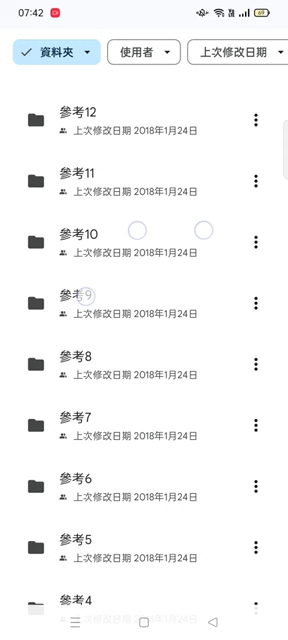 07:42
69
資料夾
使用者
上次修改日期
參考12
上次修改日期 2018年1月24日
參考11
上次修改日期 2018年1月24日
參考10
上次修改日期 2018年1月24日
參考9
上次修改日期 2018年1月24日
參考8
上次修改日期 2018年1月24日
參考7
上次修改日期 2018年1月24日
參考6
上次修改日期 2018年1月24日
參考5
上次修改日期 2018年1月24日
參考4